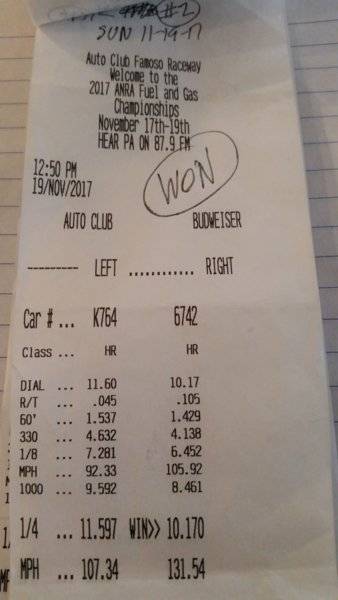 #2
SUN 11-19-17
Auto Club Famoso Raceway
Welcome to the
2017 ANRA Fuel and Gas
Championships
November 17th-19th
HEAR PA ON 87.9 FM
WON
12:50 PM
19/NOV/2017
AUTO CLUB BUDWEISER
--------- LEFT ............ RIGHT
Car # ... K764 6742
Class ... HR HR
DIAL ... 11.60 10.17
R/T ... .045 .105
60' ... 1.537 1.429
330 ... 4.632 4.138
1/8 ... 7.281 6.452
MPH ... 92.33 105.92
1000 ... 9.592 8.461
1/4 ... 11.597 WIN>> 10.170
MPH ... 107.34 131.54